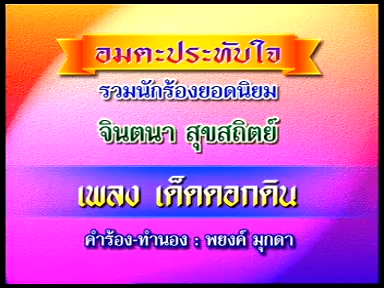 อมตะประทับใจ
รวมนักร้องยอดนิยม
จินตนา สุขสถิตย์
เพลง เด็ดดอกดิน
คำร้อง-ทำนอง : พยงค์ มุกดา